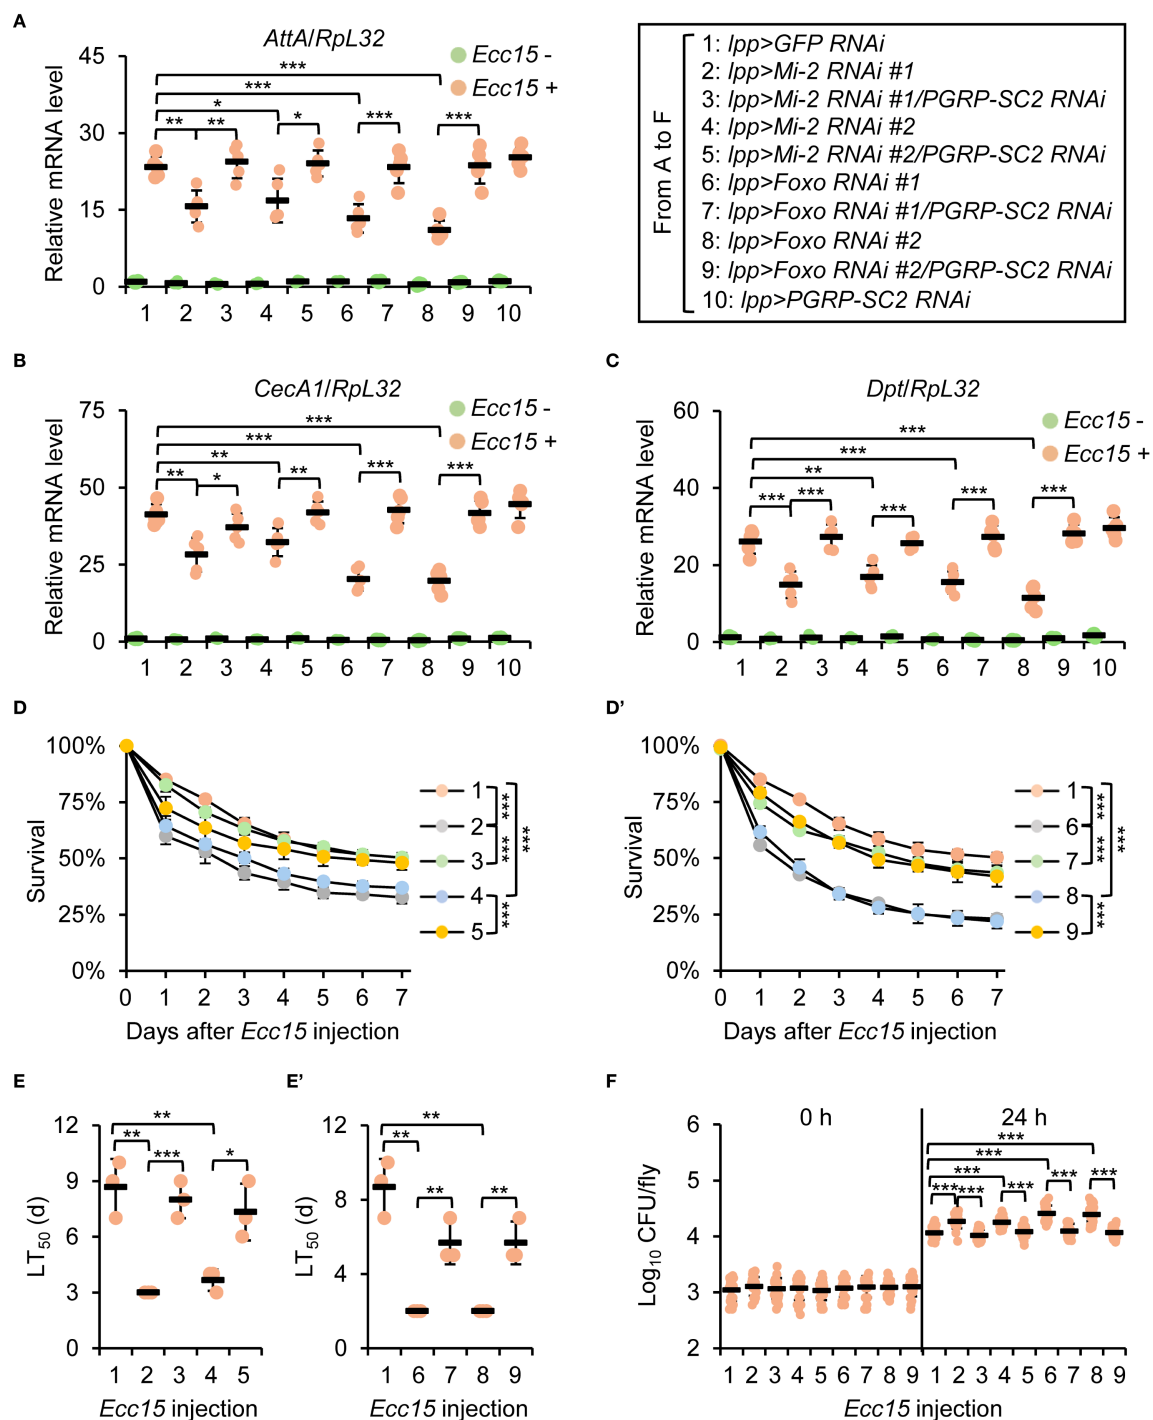 A
AttA/RpL32
Ecc15 -
Ecc15 +
Relative mRNA level
45
30
15
0
*** 
***
*
** ** * *** ***
1 2 3 4 5 6 7 8 9 10
From A to F
1: lpp>GFP RNAi
2: lpp>Mi-2 RNAi #1
3: lpp>Mi-2 RNAi #1/PGRP-SC2 RNAi
4: lpp>Mi-2 RNAi #2
5: lpp>Mi-2 RNAi #2/PGRP-SC2 RNAi
6: lpp>Foxo RNAi #1
7: lpp>Foxo RNAi #1/PGRP-SC2 RNAi
8: lpp>Foxo RNAi #2
9: lpp>Foxo RNAi #2/PGRP-SC2 RNAi
10: lpp>PGRP-SC2 RNAi
B
CecA1/RpL32
Ecc15 -
Ecc15 +
Relative mRNA level
75
50
25
0
***
***
**
** * ** *** ***
1 2 3 4 5 6 7 8 9 10
C
Dpt/RpL32
Ecc15 -
Ecc15 +
Relative mRNA level
60
40
20
0
***
***
**
*** *** *** *** ***
1 2 3 4 5 6 7 8 9 10
D
Survival
100%
75%
50%
25%
0%
0 1 2 3 4 5 6 7
Days after Ecc15 injection
1
2
3
4
5
*** *** *** ***
D'
Survival
100%
75%
50%
25%
0%
0 1 2 3 4 5 6 7
Days after Ecc15 injection
1
6
7
8
9
*** *** *** ***
E
LT50 (d)
12
9
6
3
0
**
** *** *
1 2 3 4 5
Ecc15 injection
E'
LT50 (d)
12
8
4
0
**
** ** **
1 6 7 8 9
Ecc15 injection
F
0 h
24 h
Log10 CFU/fly
6
5
4
3
2
***
***
***
*** *** *** *** ***
1 2 3 4 5 6 7 8 9 1 2 3 4 5 6 7 8 9
Ecc15 injection